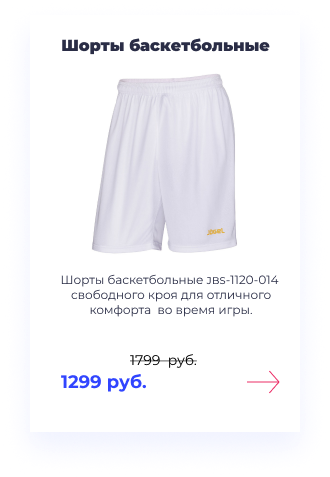 Шорты баскетбольные
Шорты баскетбольные JBS-1120-014
свободного кроя для отличного
комфорта во время игры.
1799 руб.
1299 руб.